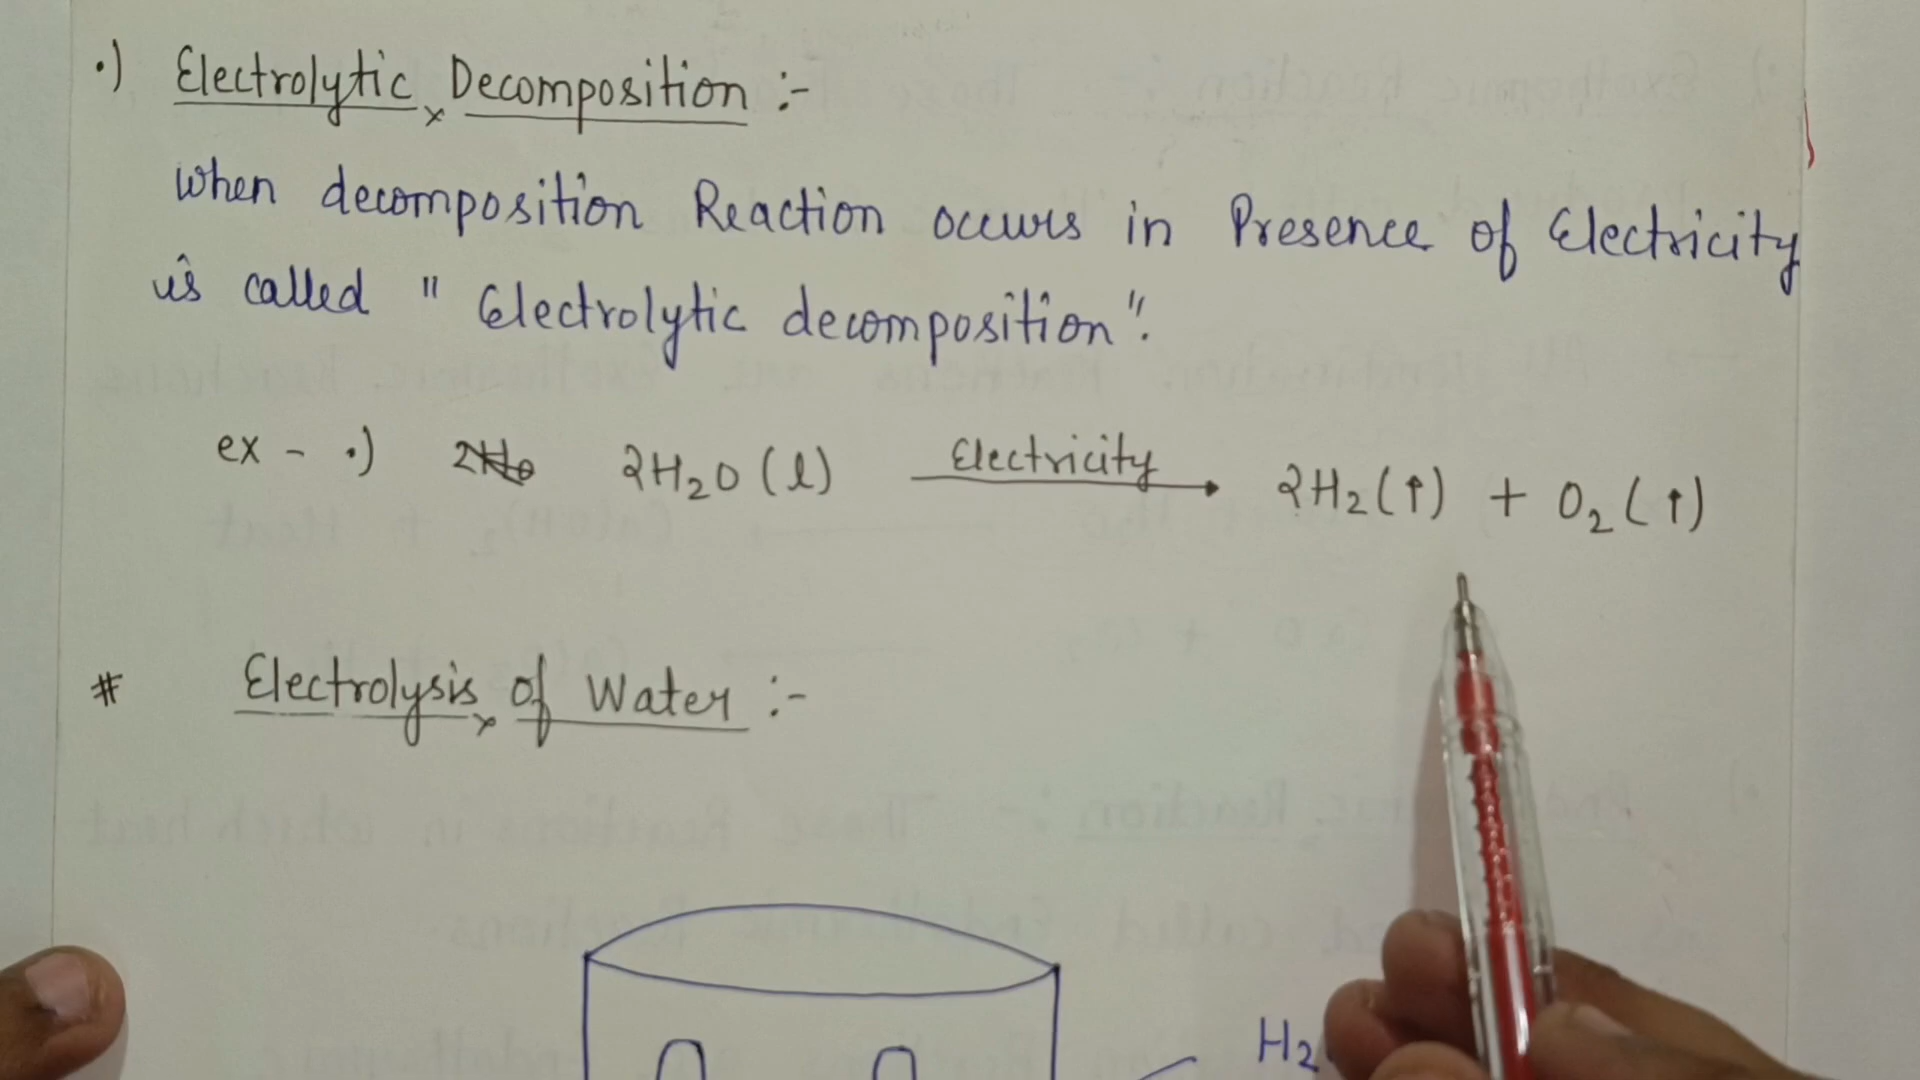 •) Electrolytic Decomposition :-
When decomposition Reaction occurs in Presence of Electricity
is called " Electrolytic decomposition".
ex - •) 2H₂O (l) Electricity → 2H₂(↑) + O₂(↑)
# Electrolysis of Water :-
H₂